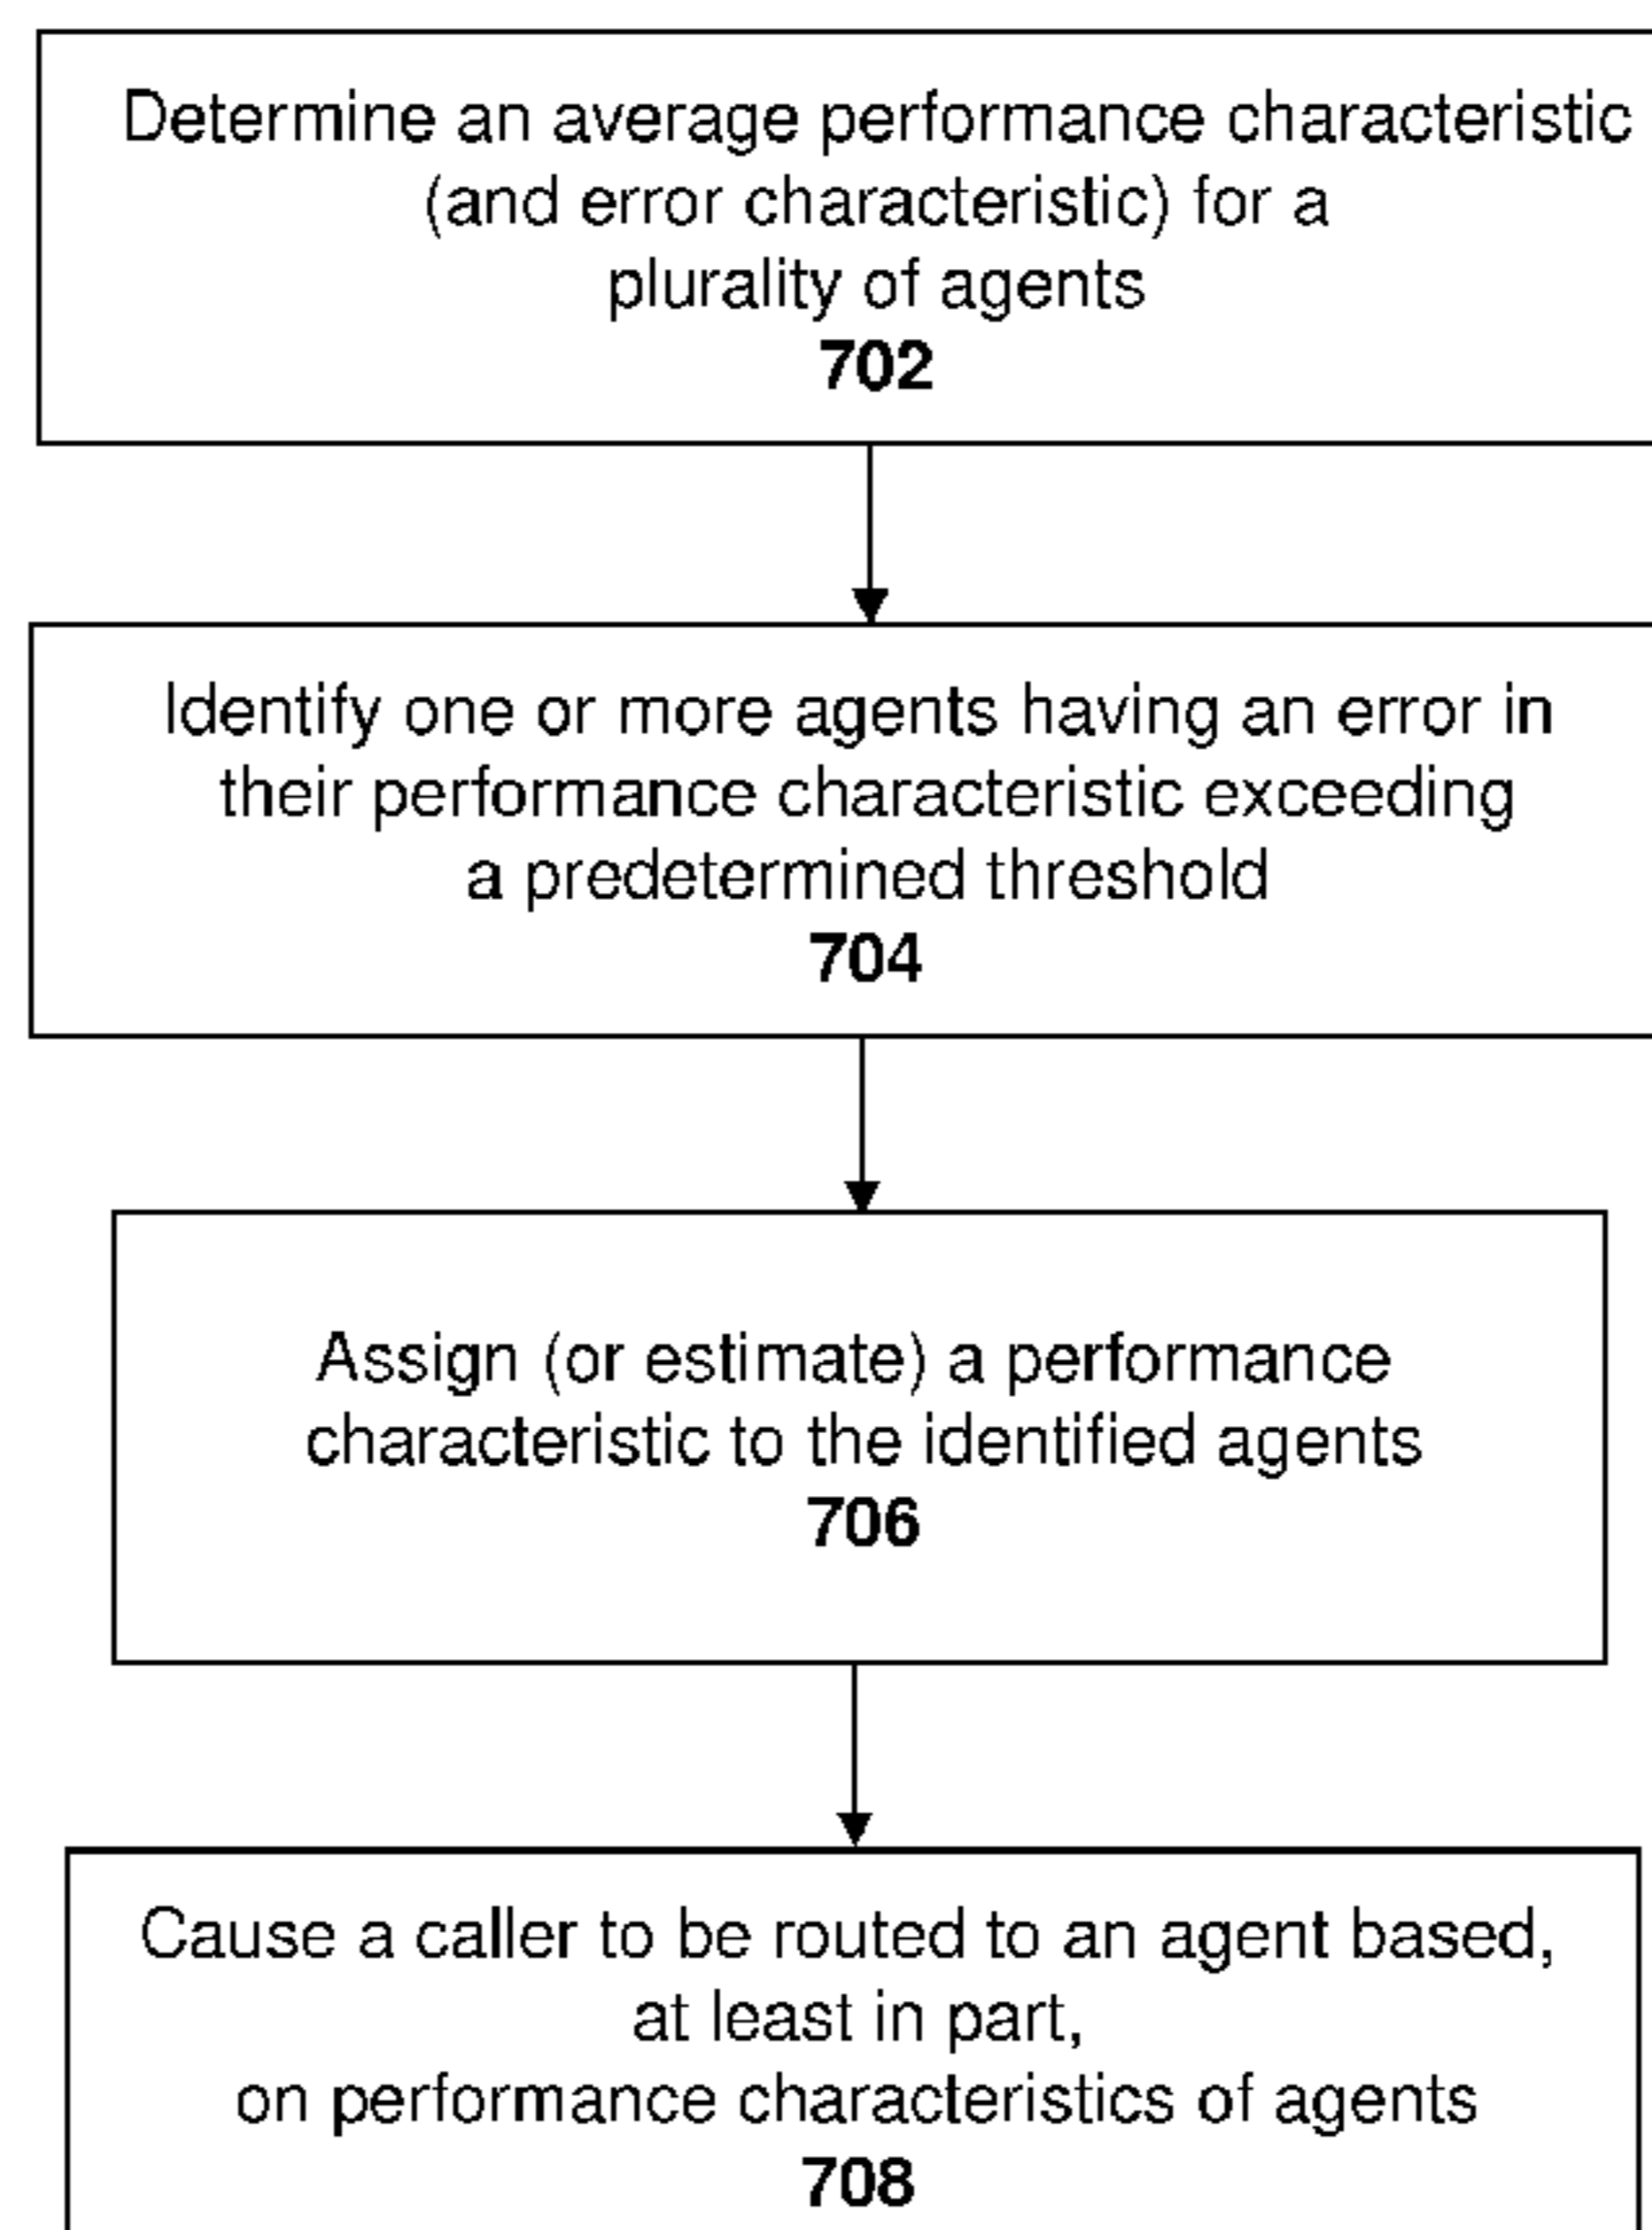 Determine an average performance characteristic
(and error characteristic) for a
plurality of agents
702
Identify one or more agents having an error in
their performance characteristic exceeding
a predetermined threshold
704
Assign (or estimate) a performance
characteristic to the identified agents
706
Cause a caller to be routed to an agent based,
at least in part,
on performance characteristics of agents
708